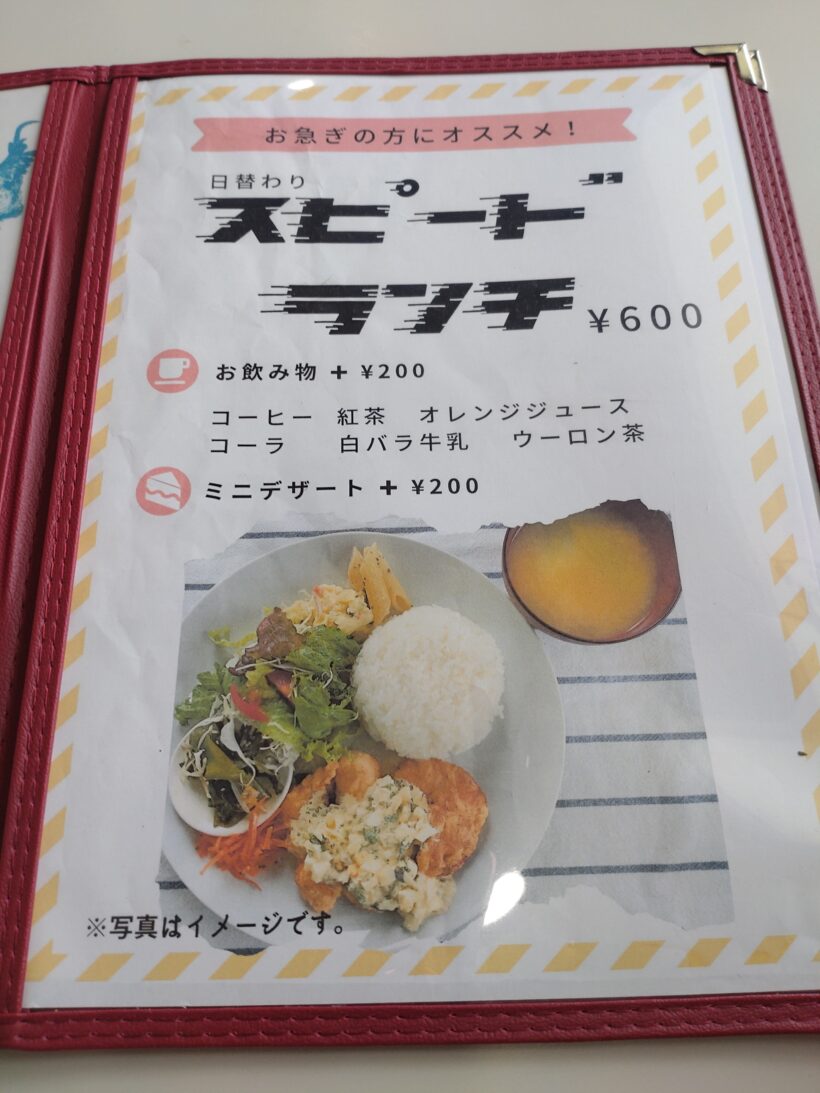 お急ぎの方にオススメ！
日替わり
スピード
ランチ ¥600
お飲み物 + ¥200
コーヒー 紅茶 オレンジジュース
コーラ 白バラ牛乳 ウーロン茶
ミニデザート + ¥200
※写真はイメージです。